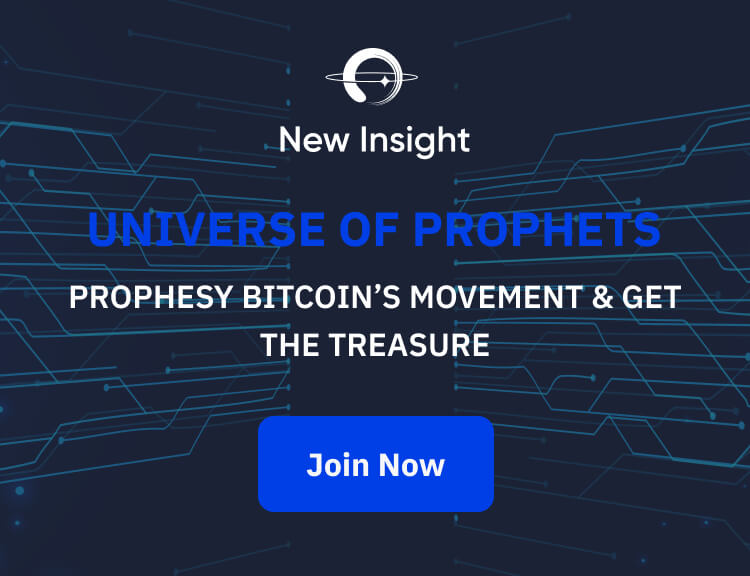 New Insight
UNIVERSE OF PROPHETS
PROPHESY BITCOIN’S MOVEMENT & GET
THE TREASURE
Join Now